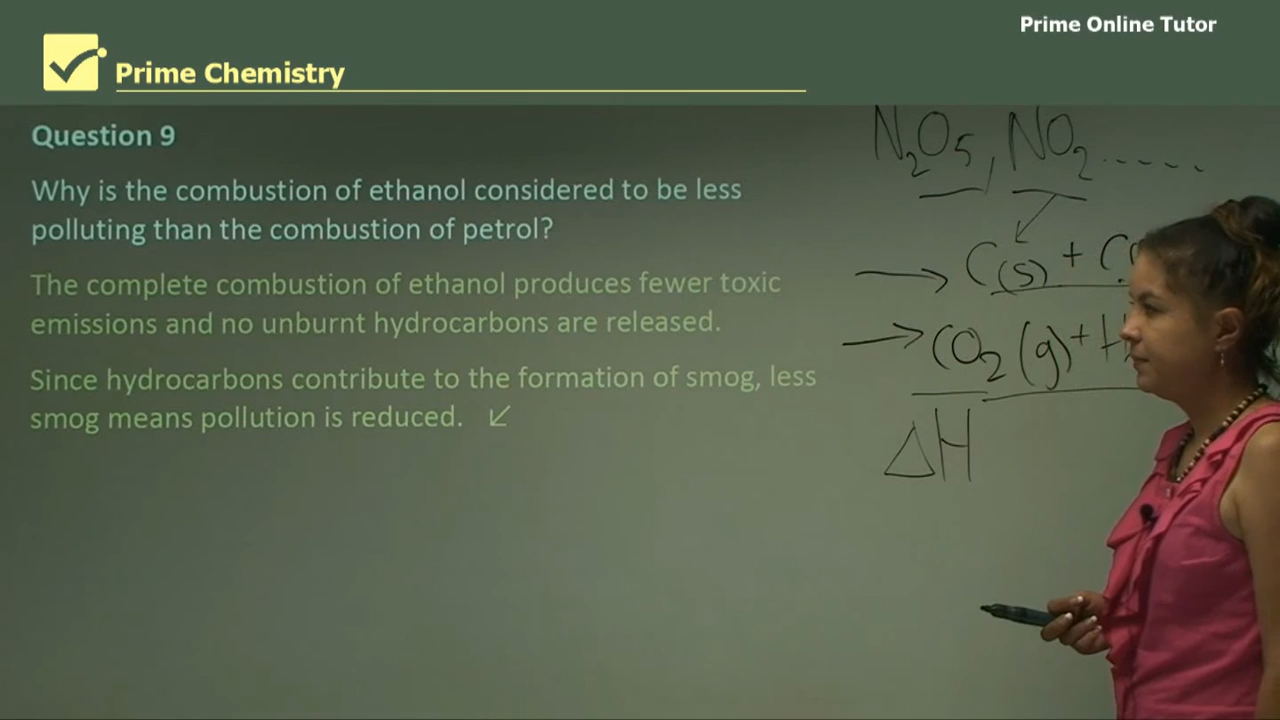 Prime Online Tutor
Prime Chemistry
Question 9
Why is the combustion of ethanol considered to be less
polluting than the combustion of petrol?
The complete combustion of ethanol produces fewer toxic
emissions and no unburnt hydrocarbons are released.
Since hydrocarbons contribute to the formation of smog, less
smog means pollution is reduced. ↙
N₂O₅, NO₂......
→ C(s) + C
→ CO₂ (g) + H
ΔH